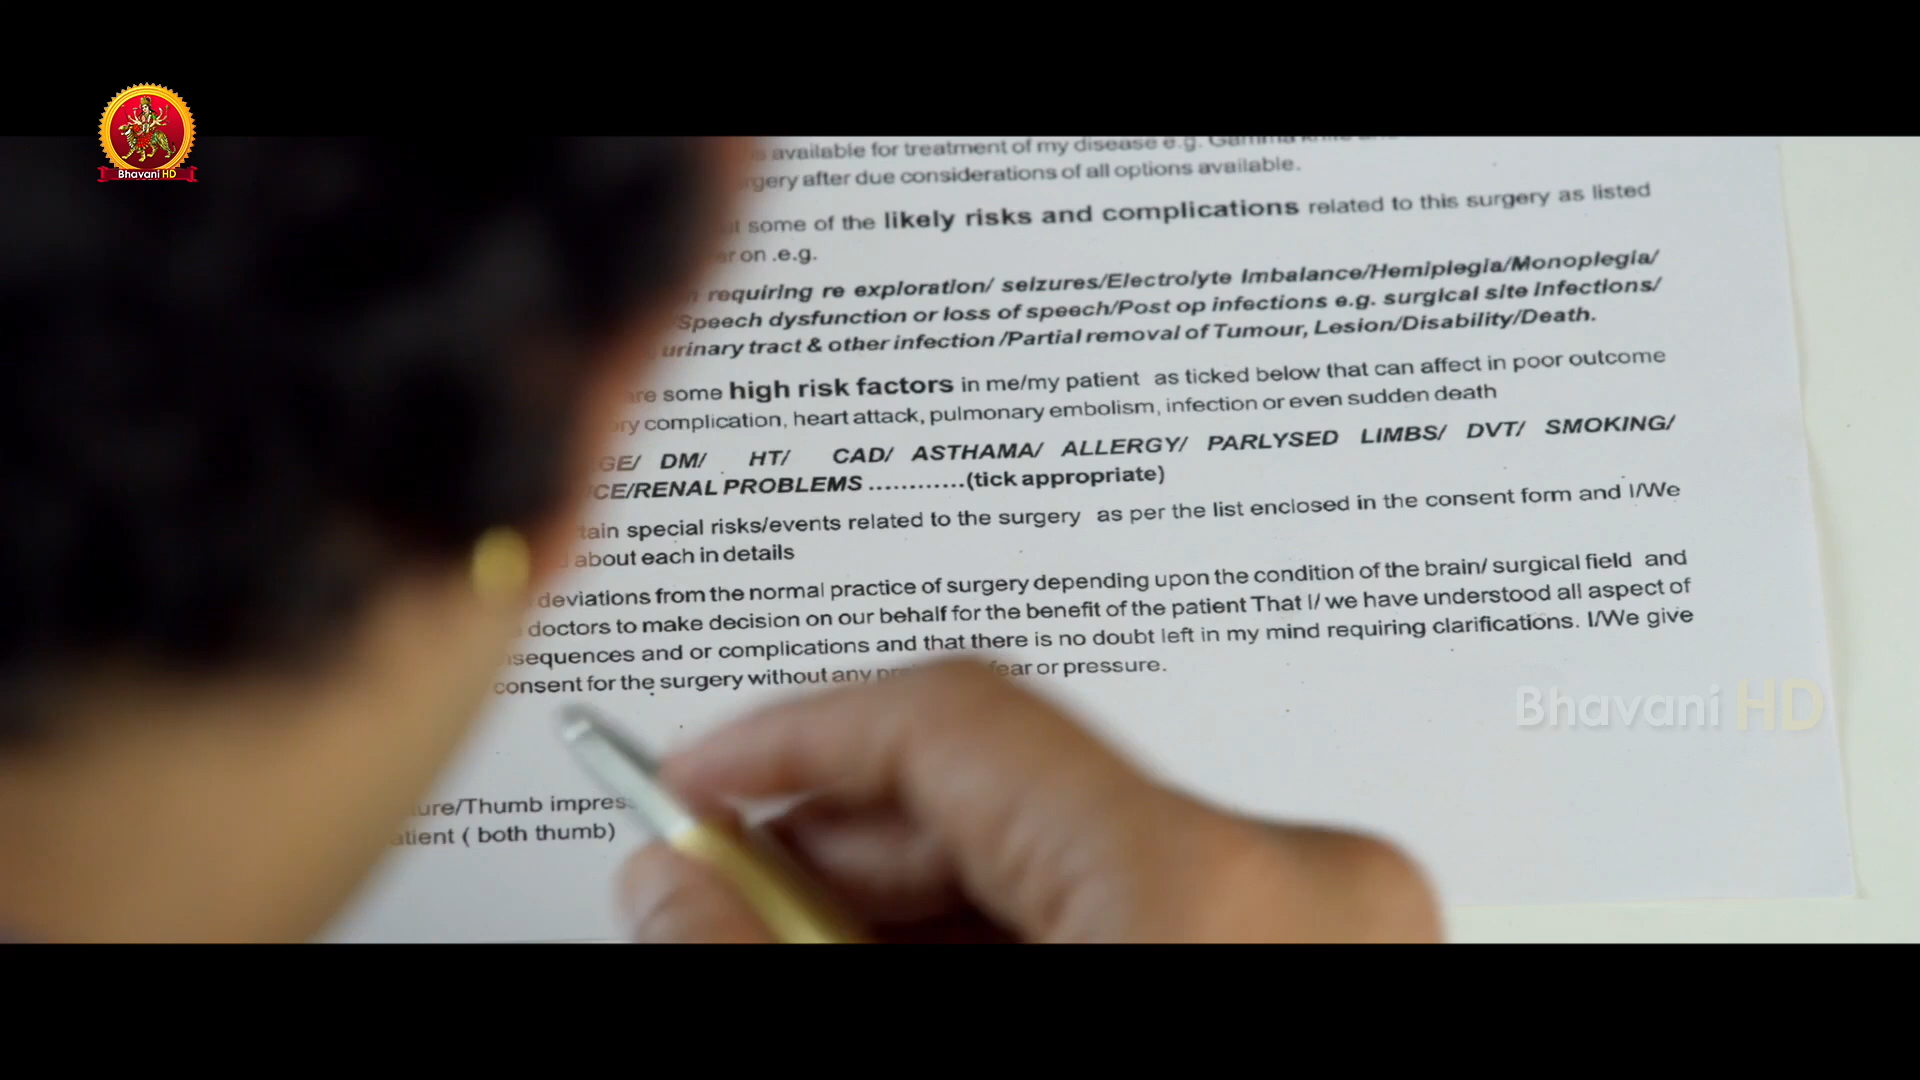 Bhavani HD
available for treatment of my disease e.g. Gamma
surgery after due considerations of all options available.
some of the likely risks and complications related to this surgery as listed
on .e.g.
requiring re exploration/ seizures/Electrolyte Imbalance/Hemiplegia/Monoplegia/
/Speech dysfunction or loss of speech/Post op infections e.g. surgical site infections/
urinary tract & other infection /Partial removal of Tumour, Lesion/Disability/Death.
are some high risk factors in me/my patient as ticked below that can affect in poor outcome
complication, heart attack, pulmonary embolism, infection or even sudden death
GE/ DM/ HT/ CAD/ ASTHAMA/ ALLERGY/ PARLYSED LIMBS/ DVT/ SMOKING/
CE/RENAL PROBLEMS ............(tick appropriate)
tain special risks/events related to the surgery as per the list enclosed in the consent form and I/We
about each in details
deviations from the normal practice of surgery depending upon the condition of the brain/ surgical field and
doctors to make decision on our behalf for the benefit of the patient That I/ we have understood all aspect of
nsequences and or complications and that there is no doubt left in my mind requiring clarifications. I/We give
consent for the surgery without any fear or pressure.
Bhavani HD
ture/Thumb impress
atient ( both thumb)